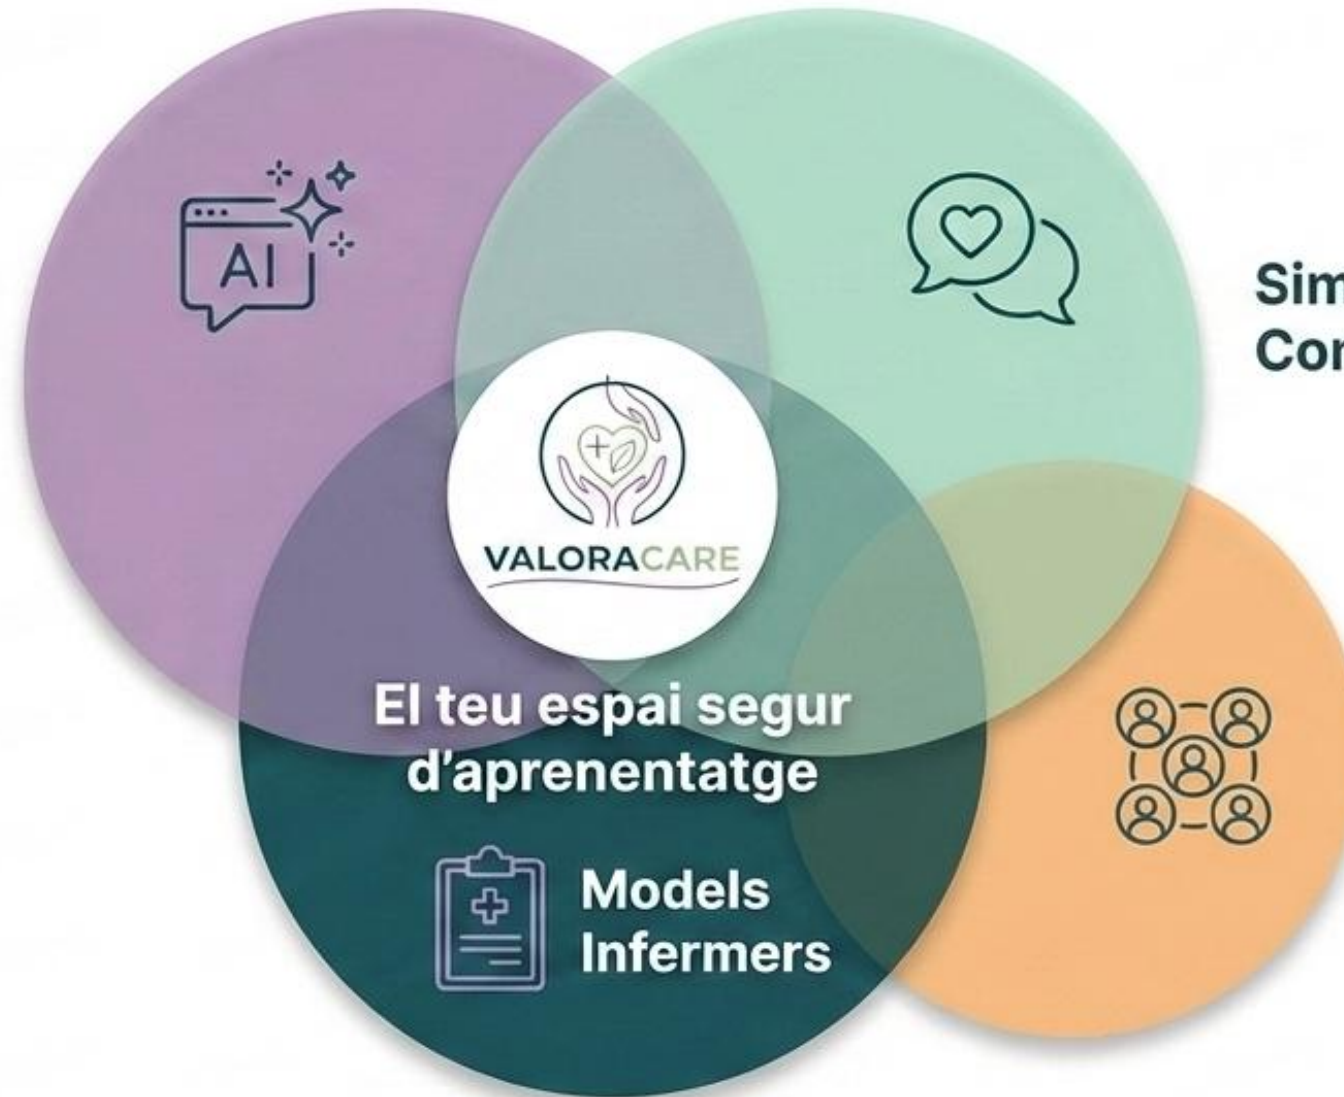 AI
VALORACARE
El teu espai segur
d'aprenentatge
Models
Infermers